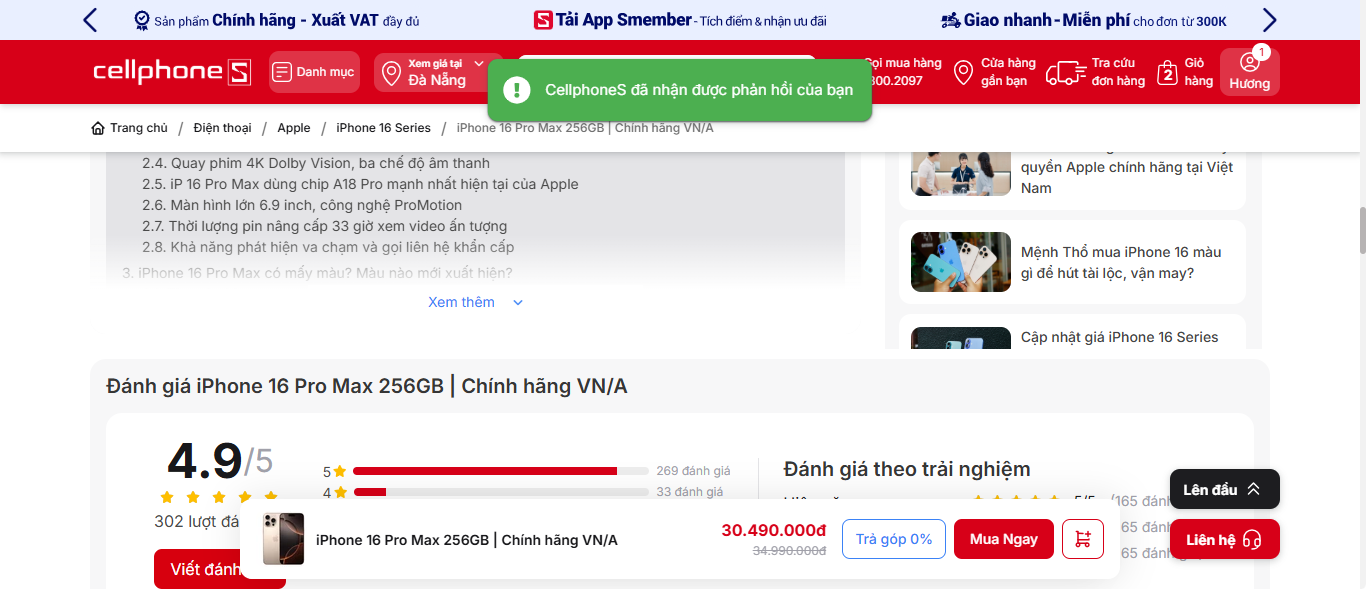 Sản phẩm Chính hãng - Xuất VAT đầy đủ
S Tải App Smember - Tích điểm & nhận ưu đãi
Giao nhanh - Miễn phí cho đơn từ 300K
cellphoneS
Danh mục
Xem giá tại
Đà Nẵng
CellphoneS đã nhận được phản hồi của bạn
Gọi mua hàng
800.2097
Cửa hàng
gần bạn
Tra cứu
đơn hàng
2
Giỏ
hàng
1
Hương
Trang chủ / Điện thoại / Apple / iPhone 16 Series / iPhone 16 Pro Max 256GB | Chính hãng VN/A
2.4. Quay phim 4K Dolby Vision, ba chế độ âm thanh
2.5. iP 16 Pro Max dùng chip A18 Pro mạnh nhất hiện tại của Apple
2.6. Màn hình lớn 6.9 inch, công nghệ ProMotion
2.7. Thời lượng pin nâng cấp 33 giờ xem video ấn tượng
2.8. Khả năng phát hiện va chạm và gọi liên hệ khẩn cấp
3. iPhone 16 Pro Max có mấy màu? Màu nào mới xuất hiện?
Xem thêm
quyền Apple chính hãng tại Việt
Nam
Mệnh Thổ mua iPhone 16 màu
gì để hút tài lộc, vận may?
Cập nhật giá iPhone 16 Series
Đánh giá iPhone 16 Pro Max 256GB | Chính hãng VN/A
4.9/5
302 lượt đá
Viết đánh
5 269 đánh giá
4 33 đánh giá
Đánh giá theo trải nghiệm
5/5 (165 đánh
65 đánh
65 đánh giá
iPhone 16 Pro Max 256GB | Chính hãng VN/A
30.490.000đ
34.990.000đ
Trả góp 0%
Mua Ngay
Lên đầu
Liên hệ